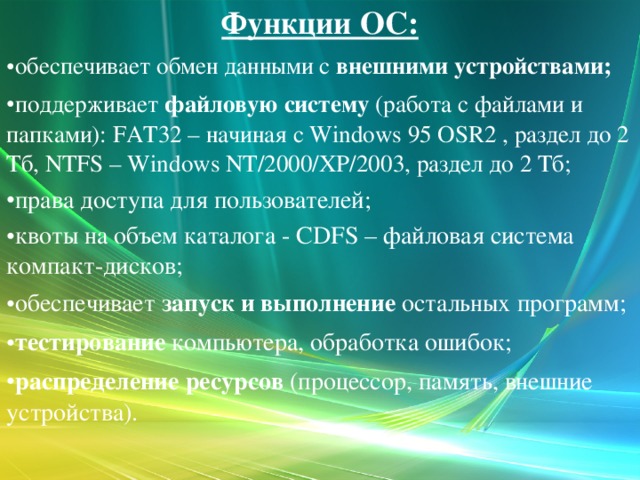 Функции ОС:
•обеспечивает обмен данными с внешними устройствами;
•поддерживает файловую систему (работа с файлами и
папками): FAT32 – начиная с Windows 95 OSR2 , раздел до 2
Тб, NTFS – Windows NT/2000/XP/2003, раздел до 2 Тб;
•права доступа для пользователей;
•квоты на объем каталога - CDFS – файловая система
компакт-дисков;
•обеспечивает запуск и выполнение остальных программ;
•тестирование компьютера, обработка ошибок;
•распределение ресурсов (процессор, память, внешние
устройства).